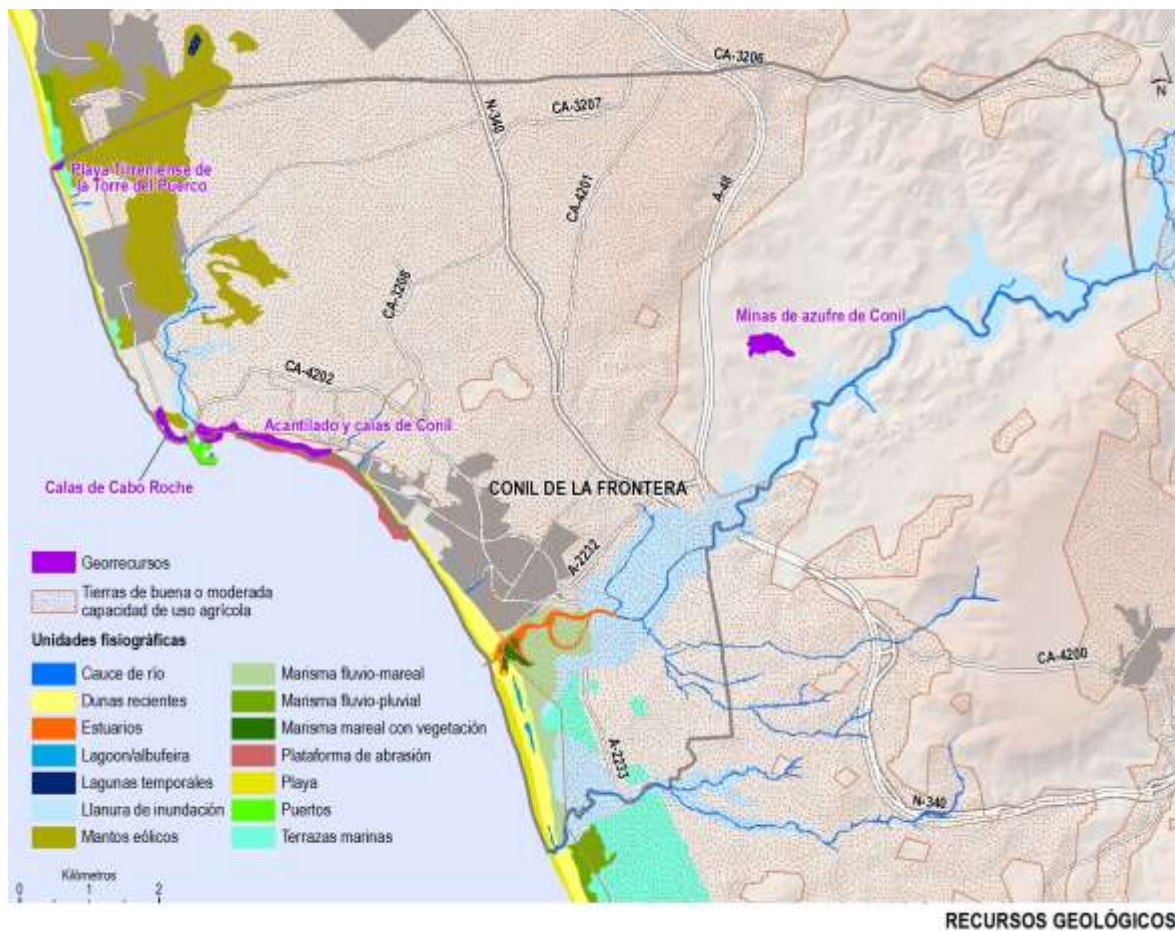 CA-3206
N
CA-3207
N-340
CA-4201
A-48
Playa Tirreniense de
la Torre del Puerco
CA-3208
Minas de azufre de Conil
CA-4202
Acantilado y calas de Conil
Calas de Cabo Roche
CONIL DE LA FRONTERA
A-2232
CA-4200
A-2233
N-340
Georrecursos
Tierras de buena o moderada
capacidad de uso agrícola
Unidades fisiográficas
Cauce de río
Dunas recientes
Estuarios
Lagoon/albufeira
Lagunas temporales
Llanura de inundación
Mantos eólicos
Marisma fluvio-mareal
Marisma fluvio-pluvial
Marisma mareal con vegetación
Plataforma de abrasión
Playa
Puertos
Terrazas marinas
Kilómetros
0 1 2
RECURSOS GEOLÓGICOS